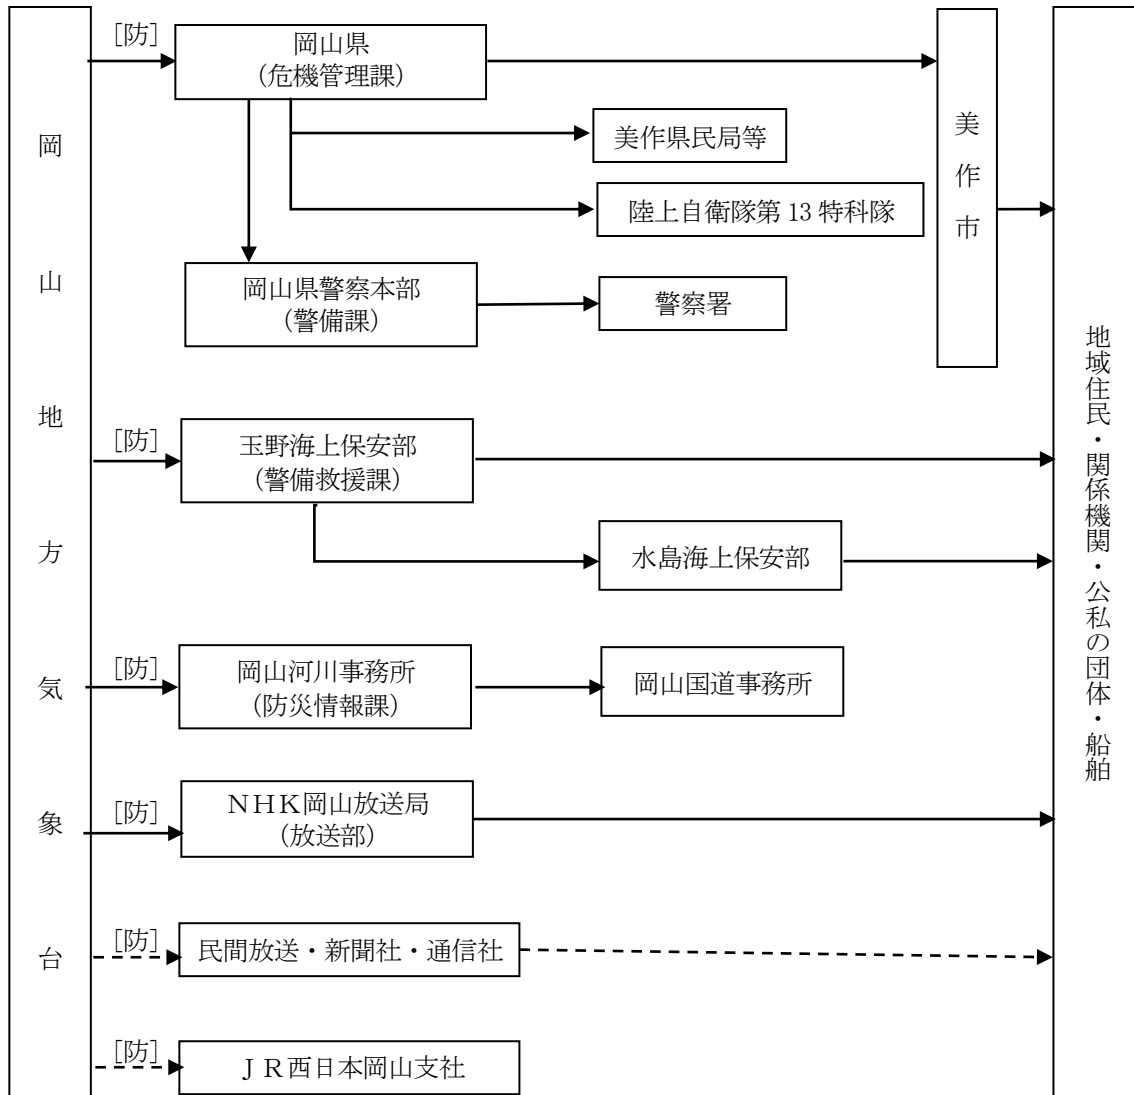 岡山地方気象台
[防]
岡山県
（危機管理課）
美作県民局等
陸上自衛隊第 13 特科隊
岡山県警察本部
（警備課）
警察署
美作市
[防]
玉野海上保安部
（警備救援課）
水島海上保安部
[防]
岡山河川事務所
（防災情報課）
岡山国道事務所
[防]
ＮＨＫ岡山放送局
（放送部）
[防]
民間放送・新聞社・通信社
[防]
ＪＲ西日本岡山支社
地域住民・関係機関・公私の団体・船舶